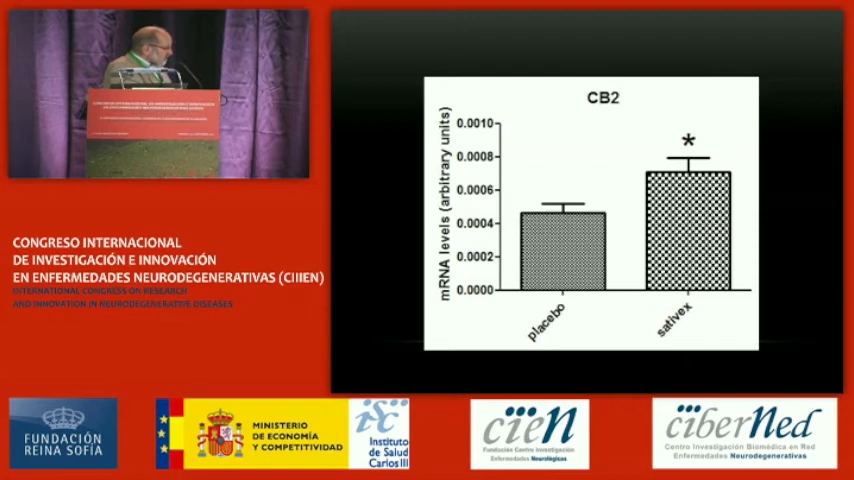 CB2
mRNA levels (arbitrary units)
0.0010
0.0008
0.0006
0.0004
0.0002
0.0000
*
placebo
sativex
CONGRESO INTERNACIONAL
DE INVESTIGACIÓN E INNOVACIÓN
EN ENFERMEDADES NEURODEGENERATIVAS (CIIIEN)
INTERNATIONAL CONGRESS ON RESEARCH
AND INNOVATION IN NEURODEGENERATIVE DISEASES
FUNDACIÓN
REINA SOFÍA
MINISTERIO
DE ECONOMÍA
Y COMPETITIVIDAD
isc
Instituto
de Salud
Carlos III
cien
Fundación Centro Investigación
Enfermedades Neurológicas
ciberNed
Centro Investigación Biomédica en Red
Enfermedades Neurodegenerativas